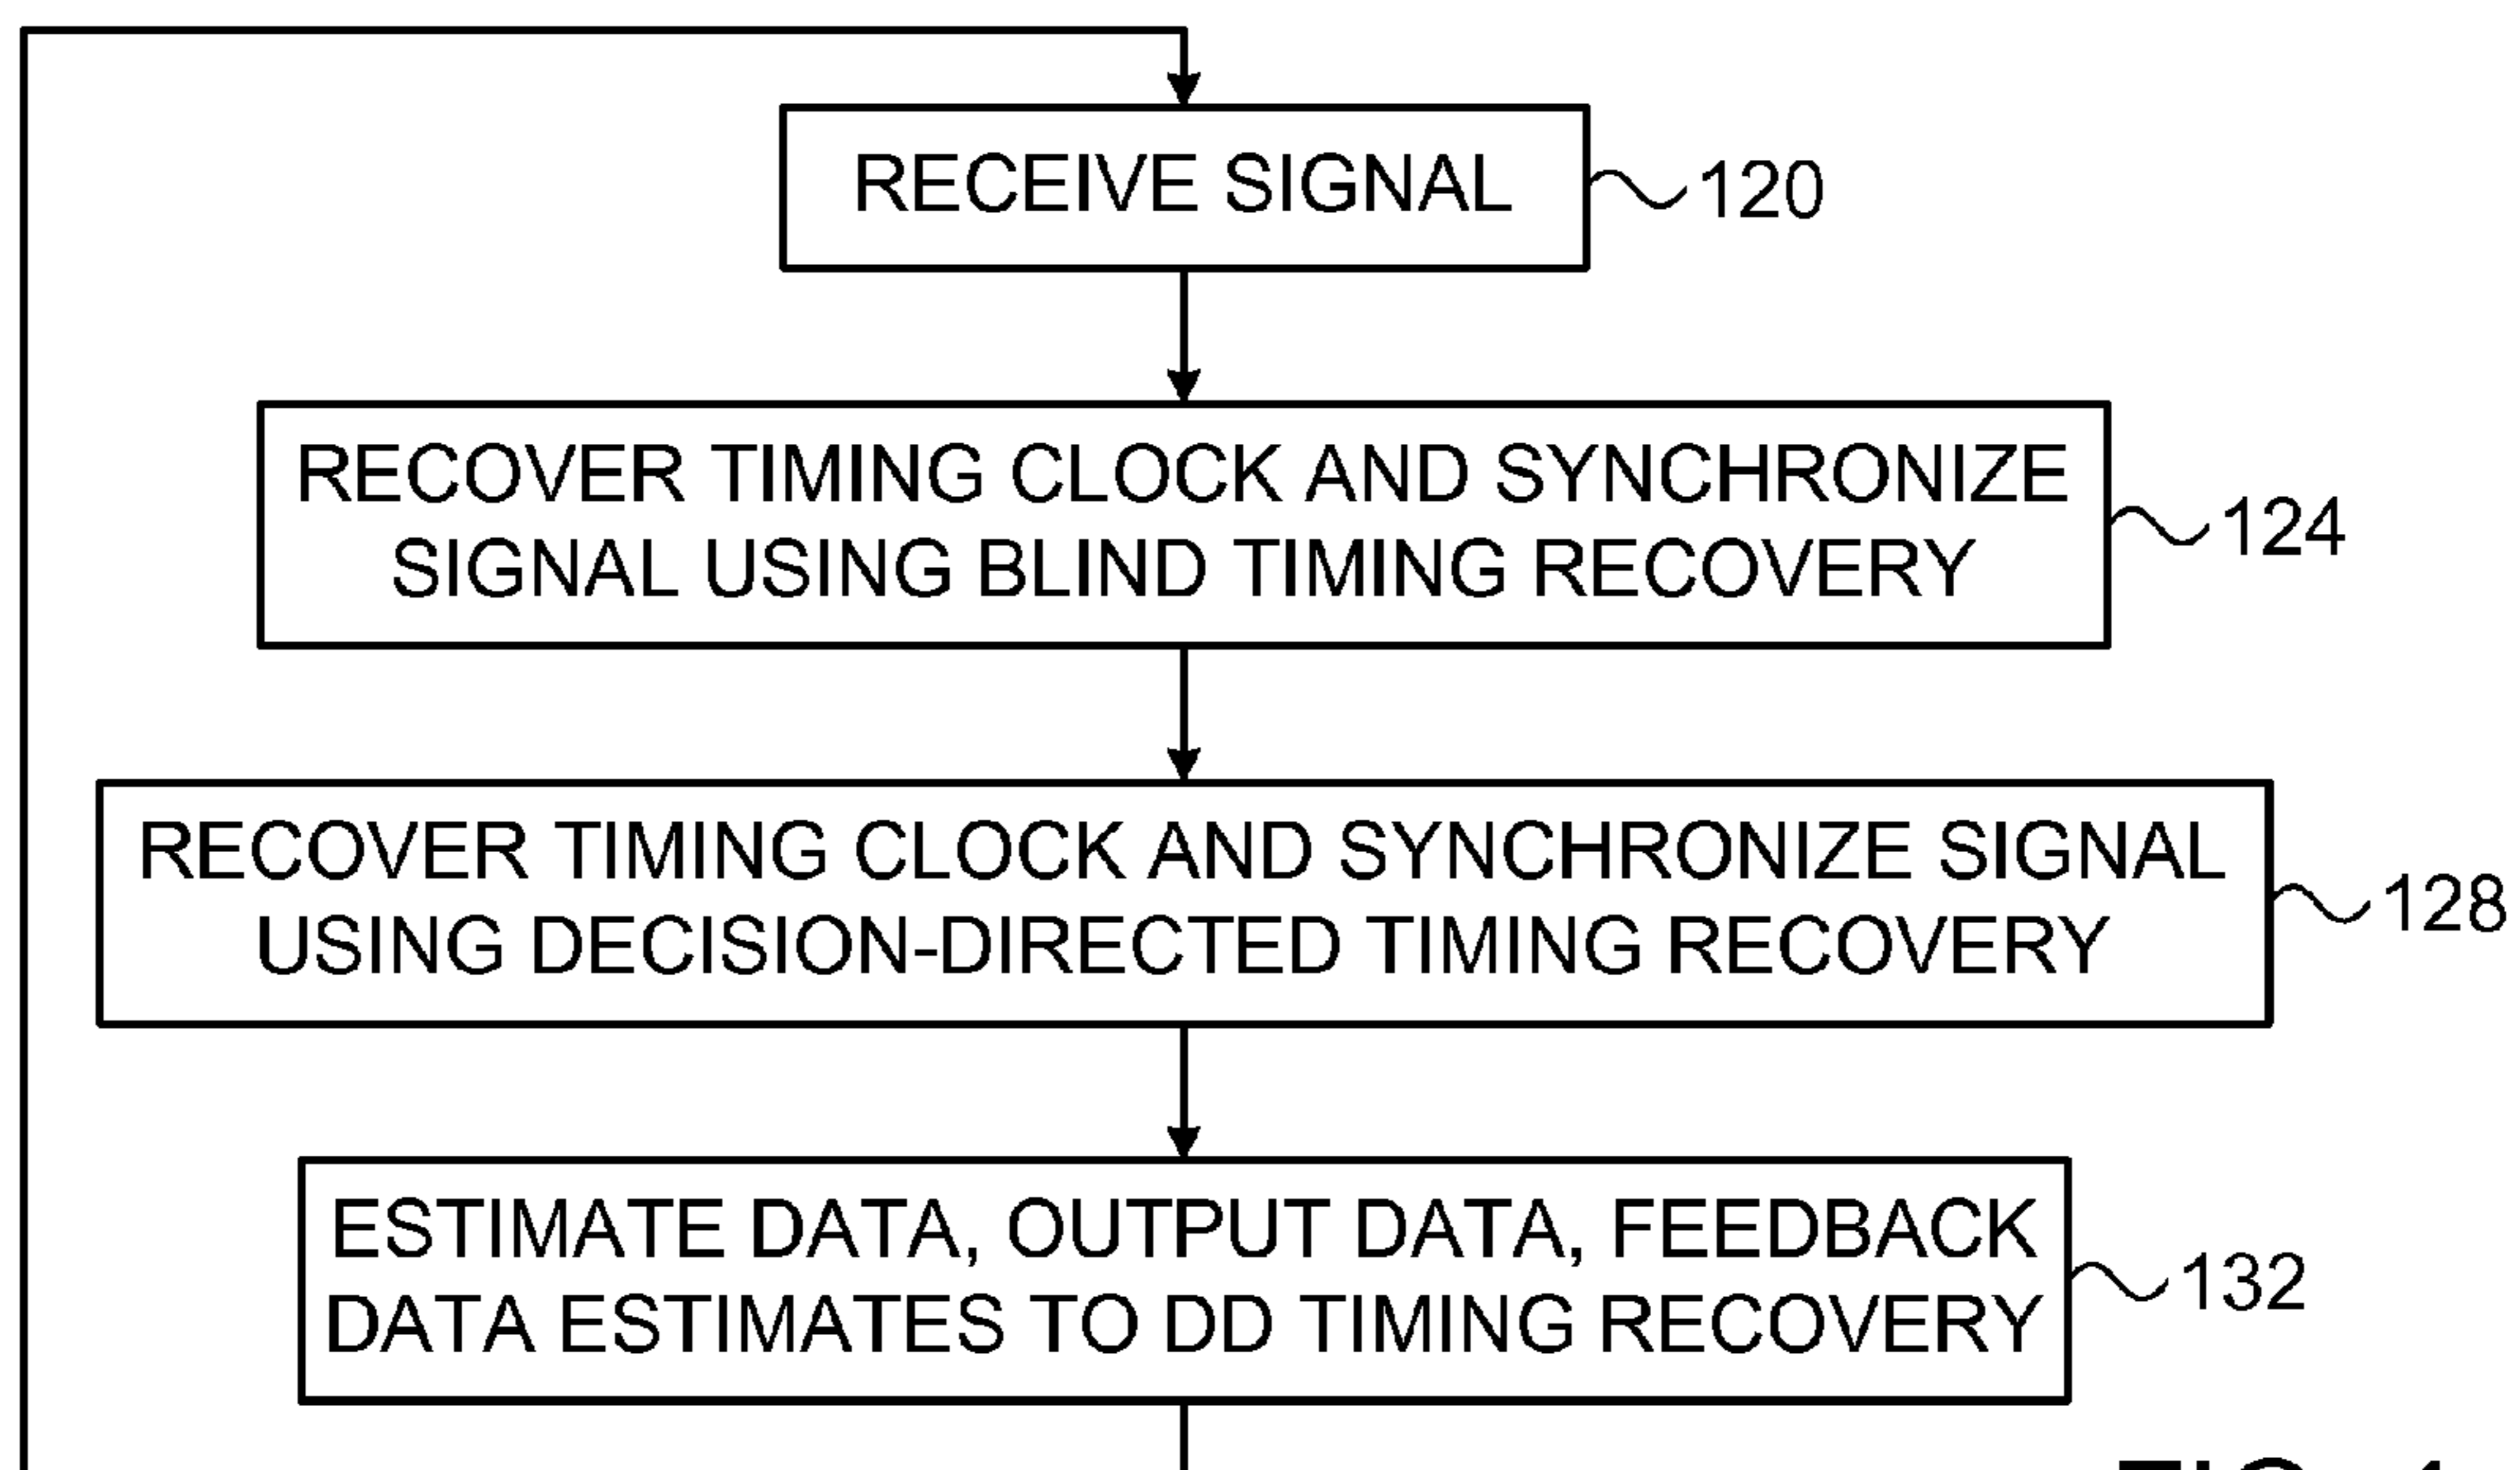 RECEIVE SIGNAL
120
RECOVER TIMING CLOCK AND SYNCHRONIZE
SIGNAL USING BLIND TIMING RECOVERY
124
RECOVER TIMING CLOCK AND SYNCHRONIZE SIGNAL
USING DECISION-DIRECTED TIMING RECOVERY
128
ESTIMATE DATA, OUTPUT DATA, FEEDBACK
DATA ESTIMATES TO DD TIMING RECOVERY
132